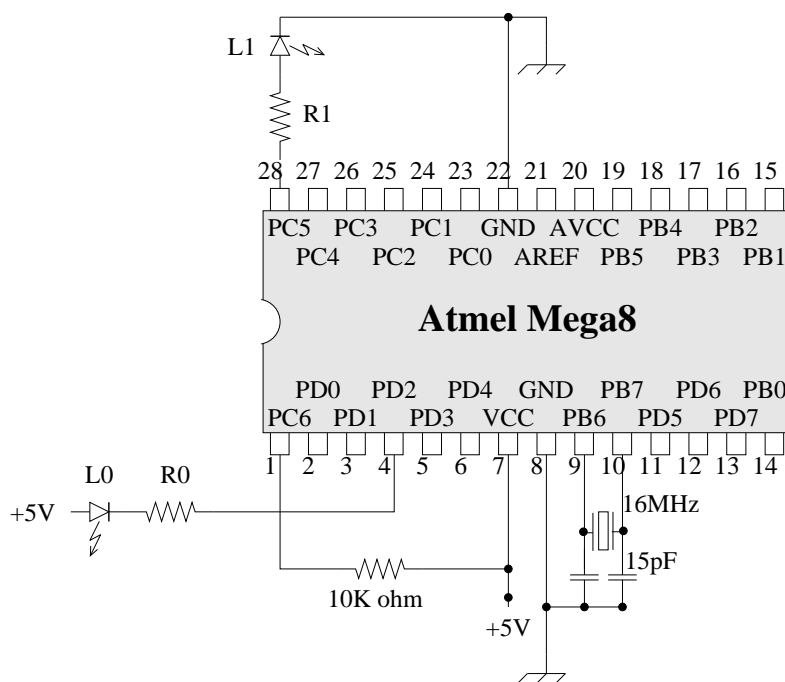 L1
R1
28 27 26 25 24 23 22 21 20 19 18 17 16 15
PC5 PC3 PC1 GND AVCC PB4 PB2
PC4 PC2 PC0 AREF PB5 PB3 PB1
Atmel Mega8
PD0 PD2 PD4 GND PB7 PD6 PB0
PC6 PD1 PD3 VCC PB6 PD5 PD7
1 2 3 4 5 6 7 8 9 10 11 12 13 14
L0 R0
+5V
16MHz
15pF
10K ohm
+5V